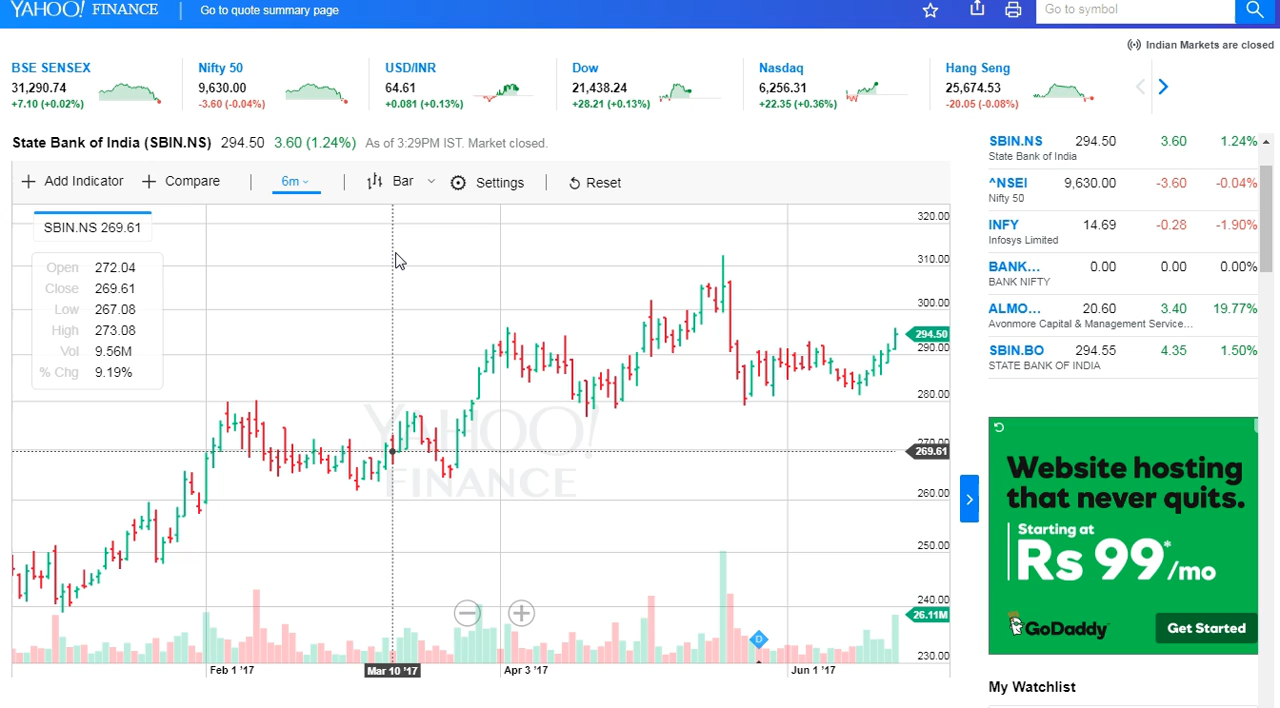 YAHOO! FINANCE
Go to quote summary page
Go to symbol
Indian Markets are closed
BSE SENSEX
31,290.74
+7.10 (+0.02%)
Nifty 50
9,630.00
-3.60 (-0.04%)
USD/INR
64.61
+0.081 (+0.13%)
Dow
21,438.24
+28.21 (+0.13%)
Nasdaq
6,256.31
+22.35 (+0.36%)
Hang Seng
25,674.53
-20.05 (-0.08%)
State Bank of India (SBIN.NS) 294.50 3.60 (1.24%) As of 3:29PM IST. Market closed.
Add Indicator Compare 6m Bar Settings Reset
SBIN.NS 269.61
Open 272.04
Close 269.61
Low 267.08
High 273.08
Vol 9.56M
% Chg 9.19%
320.00
310.00
300.00
294.50
290.00
280.00
270.00
269.61
260.00
250.00
240.00
26.11M
230.00
YAHOO!
FINANCE
D
Feb 1 '17 Mar 10 '17 Apr 3 '17 Jun 1 '17
SBIN.NS 294.50 3.60 1.24%
State Bank of India
^NSEI 9,630.00 -3.60 -0.04%
Nifty 50
INFY 14.69 -0.28 -1.90%
Infosys Limited
BANK... 0.00 0.00 0.00%
BANK NIFTY
ALMO... 20.60 3.40 19.77%
Avonmore Capital & Management Service...
SBIN.BO 294.55 4.35 1.50%
STATE BANK OF INDIA
Website hosting
that never quits.
Starting at
Rs 99*/mo
GoDaddy
Get Started
My Watchlist